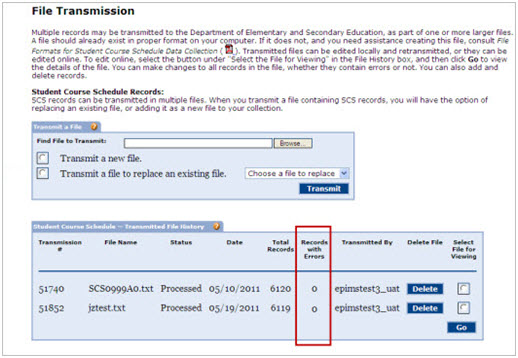 File Transmission
Multiple records may be transmitted to the Department of Elementary and Secondary Education, as part of one or more larger files.
A file should already exist in proper format on your computer. If it does not, and you need assistance creating this file, consult File
Formats for Student Course Schedule Data Collection ( ). Transmitted files can be edited locally and retransmitted, or they can be
edited online. To edit online, select the button under "Select the File for Viewing" in the File History box, and then click Go to view
the details of the file. You can make changes to all records in the file, whether they contain errors or not. You can also add and
delete records.
Student Course Schedule Records:
SCS records can be transmitted in multiple files. When you transmit a file containing SCS records, you will have the option of
replacing an existing file, or adding it as a new file to your collection.
Transmit a File ?
Find File to Transmit: Browse...
Transmit a new file.
Transmit a file to replace an existing file. Choose a file to replace
Transmit
Student Course Schedule -- Transmitted File History ?
Transmission # File Name Status Date Total Records Records with Errors Transmitted By Delete File Select File for Viewing
51740 SCS0999A0.txt Processed 05/10/2011 6120 0 epimstest3_uat Delete
51852 jztest.txt Processed 05/19/2011 6119 0 epimstest3_uat Delete
Go